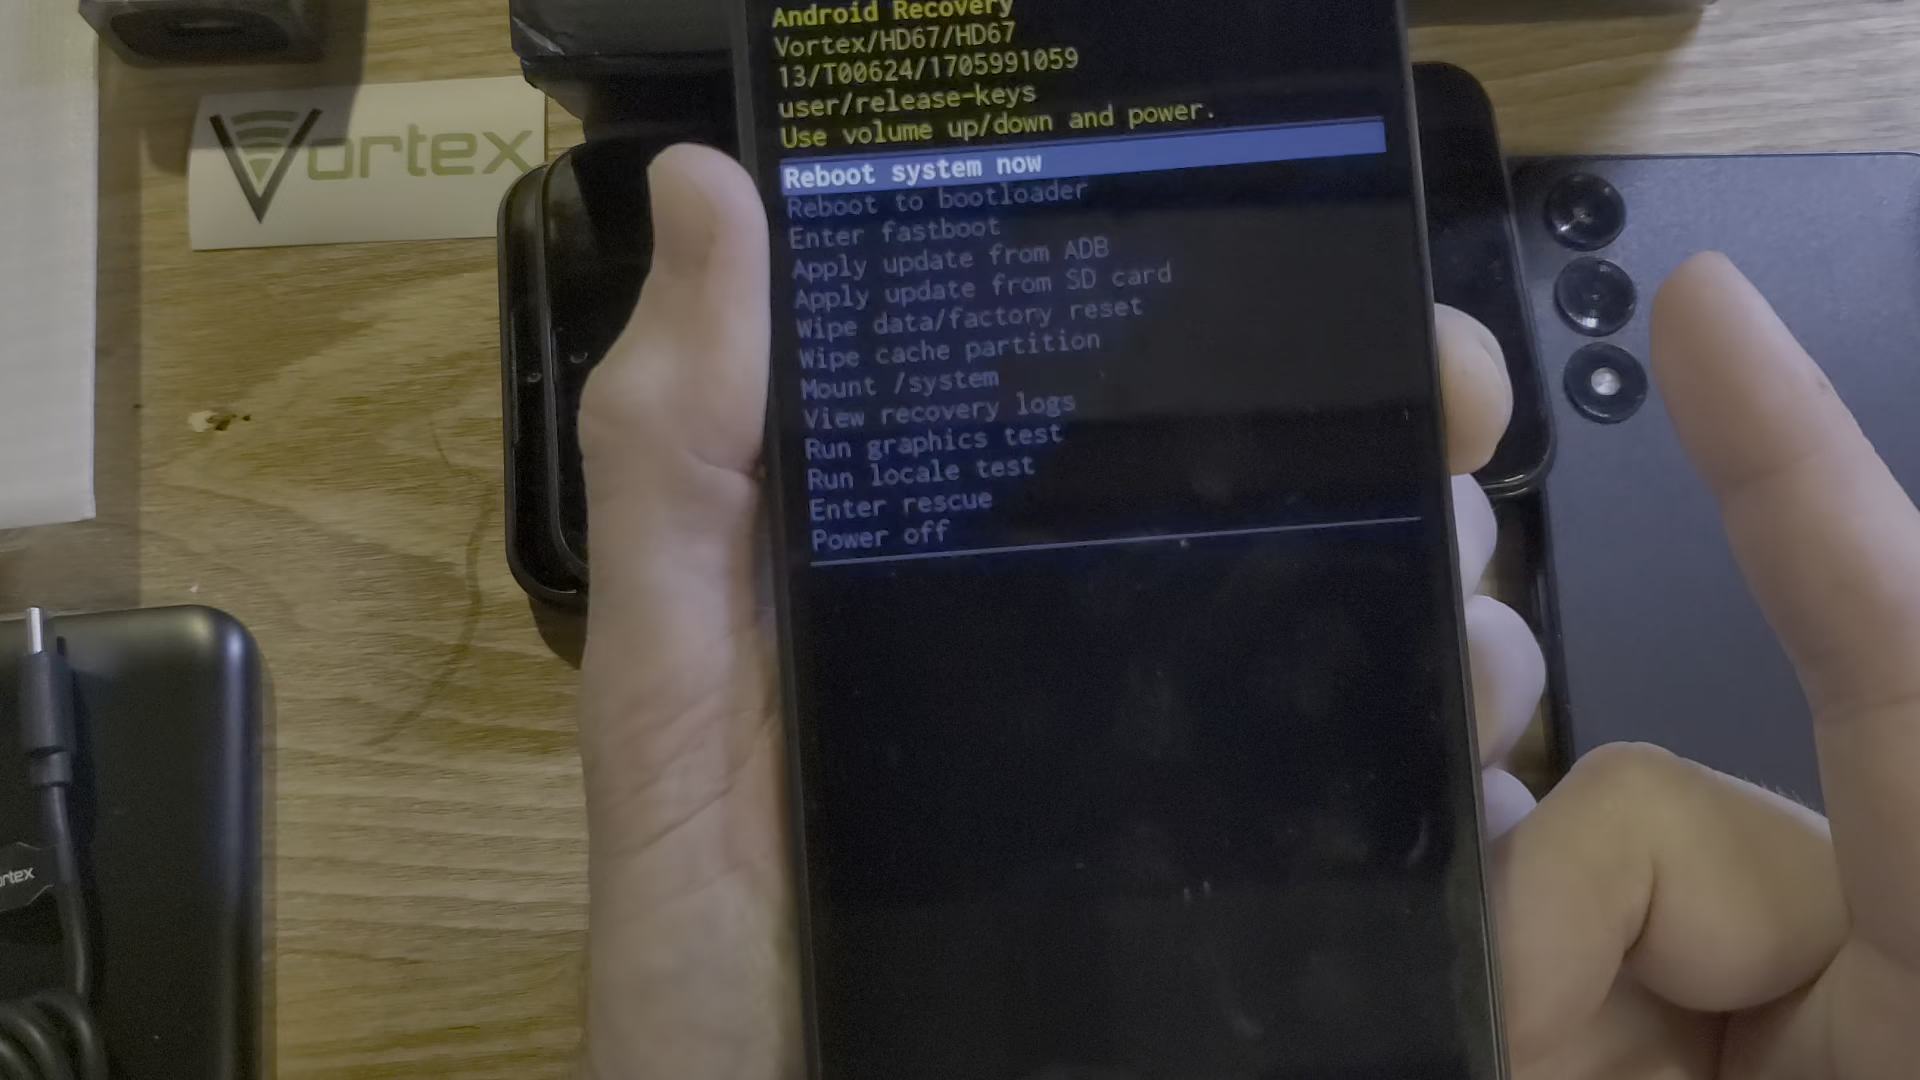 Android Recovery
Vortex/HD67/HD67
13/T00624/1705991059
user/release-keys
Use volume up/down and power.
Reboot system now
Reboot to bootloader
Enter fastboot
Apply update from ADB
Apply update from SD card
Wipe data/factory reset
Wipe cache partition
Mount /system
View recovery logs
Run graphics test
Run locale test
Enter rescue
Power off
Vortex
ortex